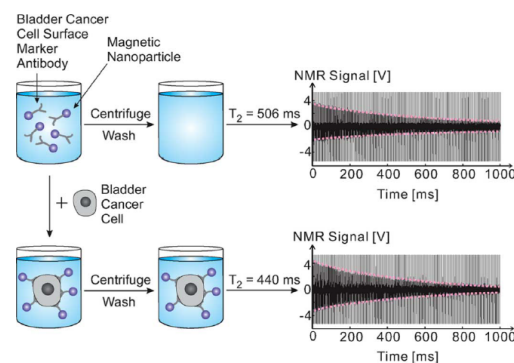 Bladder Cancer
Cell Surface
Marker
Antibody
Magnetic
Nanoparticle
Centrifuge
Wash
T2 = 506 ms
NMR Signal [V]
4
0
-4
0 200 400 600 800 1000
Time [ms]
+
Bladder
Cancer
Cell
Centrifuge
Wash
T2 = 440 ms
NMR Signal [V]
4
0
-4
0 200 400 600 800 1000
Time [ms]